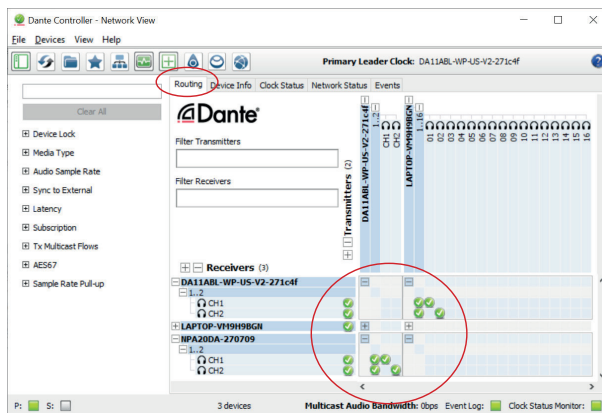 Dante Controller - Network View
File Devices View Help
Primary Leader Clock: DA11ABL-WP-US-V2-271c4f
?
Routing Device Info Clock Status Network Status Events
Clear All
Device Lock
Media Type
Audio Sample Rate
Sync to External
Latency
Subscription
Tx Multicast Flows
AES67
Sample Rate Pull-up
Dante®
Filter Transmitters
Filter Receivers
Transmitters (2)
DA11ABL-WP-US-V2-271c4f
1..2
CH1
CH2
LAPTOP-VM9H9BGN
1..16
01
02
03
04
05
06
07
08
09
10
11
12
13
14
15
16
Receivers (3)
DA11ABL-WP-US-V2-271c4f
1..2
CH1
CH2
LAPTOP-VM9H9BGN
NPA20DA-270709
1..2
CH1
CH2
P: S: 3 devices Multicast Audio Bandwidth: 0bps Event Log: Clock Status Monitor: